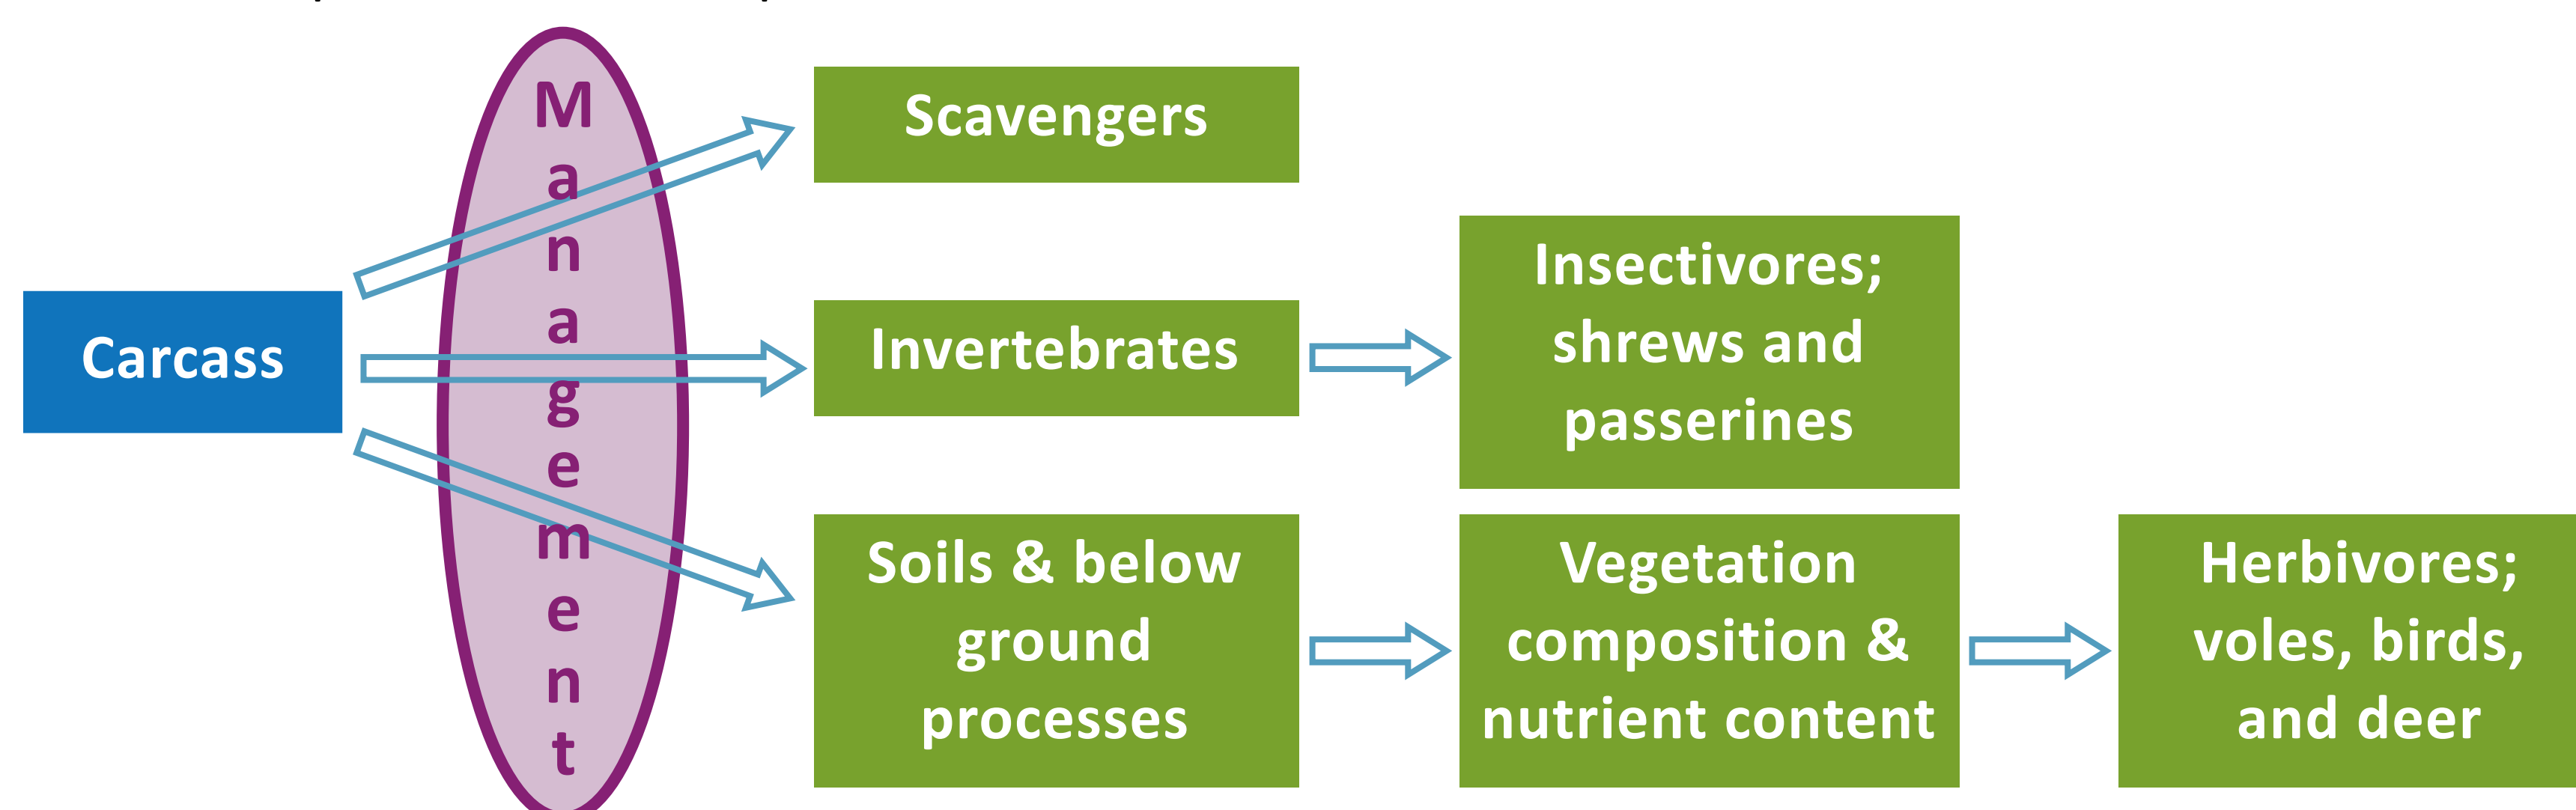 Carcass
Management
Scavengers
Invertebrates
Insectivores;
shrews and
passerines
Soils & below
ground
processes
Vegetation
composition &
nutrient content
Herbivores;
voles, birds,
and deer